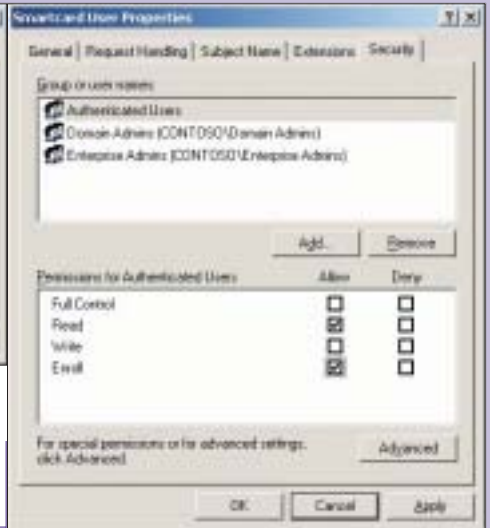 Smartcard User Properties ? X
General Request Handling Subject Name Extensions Security
Group or user names:
Authenticated Users
Domain Admins (CONTOSO\Domain Admins)
Enterprise Admins (CONTOSO\Enterprise Admins)
Add... Remove
Permissions for Authenticated Users Allow Deny
Full Control
Read
Write
Enroll
For special permissions or for advanced settings, click Advanced.
Advanced
OK Cancel Apply